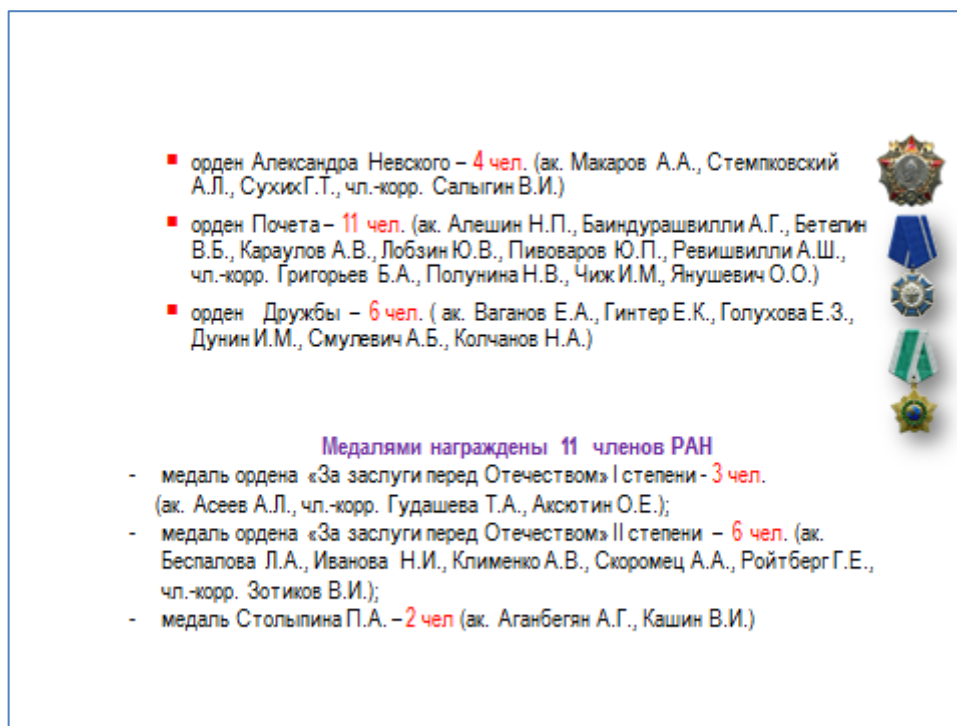 ▪ орден Александра Невского – 4 чел. (ак. Макаров А.А., Стемпковский
А.Л., Сухих Г.Т., чл.-корр. Салыгин В.И.)
▪ орден Почета – 11 чел. (ак. Алешин Н.П., Баиндурашвилли А.Г., Бетелин
В.Б., Караулов А.В., Лобзин Ю.В., Пивоваров Ю.П., Ревишвилли А.Ш.,
чл.-корр. Григорьев Б.А., Полунина Н.В., Чиж И.М., Янушевич О.О.)
▪ орден Дружбы – 6 чел. ( ак. Ваганов Е.А., Гинтер Е.К., Голухова Е.З.,
Дунин И.М., Смулевич А.Б., Колчанов Н.А.)
Медалями награждены 11 членов РАН
- медаль ордена «За заслуги перед Отечеством» I степени - 3 чел.
(ак. Асеев А.Л., чл.-корр. Гудашева Т.А., Аксютин О.Е.);
- медаль ордена «За заслуги перед Отечеством» II степени – 6 чел. (ак.
Беспалова Л.А., Иванова Н.И., Клименко А.В., Скоромец А.А., Ройтберг Г.Е.,
чл.-корр. Зотиков В.И.);
- медаль Столыпина П.А. – 2 чел (ак. Аганбегян А.Г., Кашин В.И.)